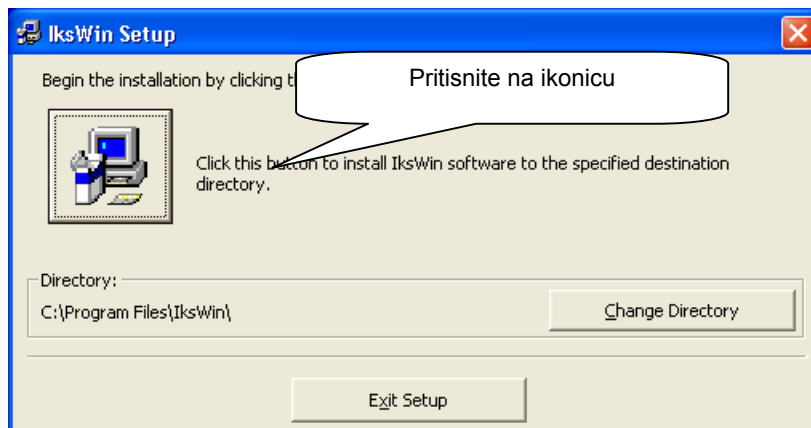 IksWin Setup
Begin the installation by clicking
Pritisnite na ikonicu
Click this button to install IksWin software to the specified destination
directory.
Directory:
C:\Program Files\IksWin\
Change Directory
Exit Setup